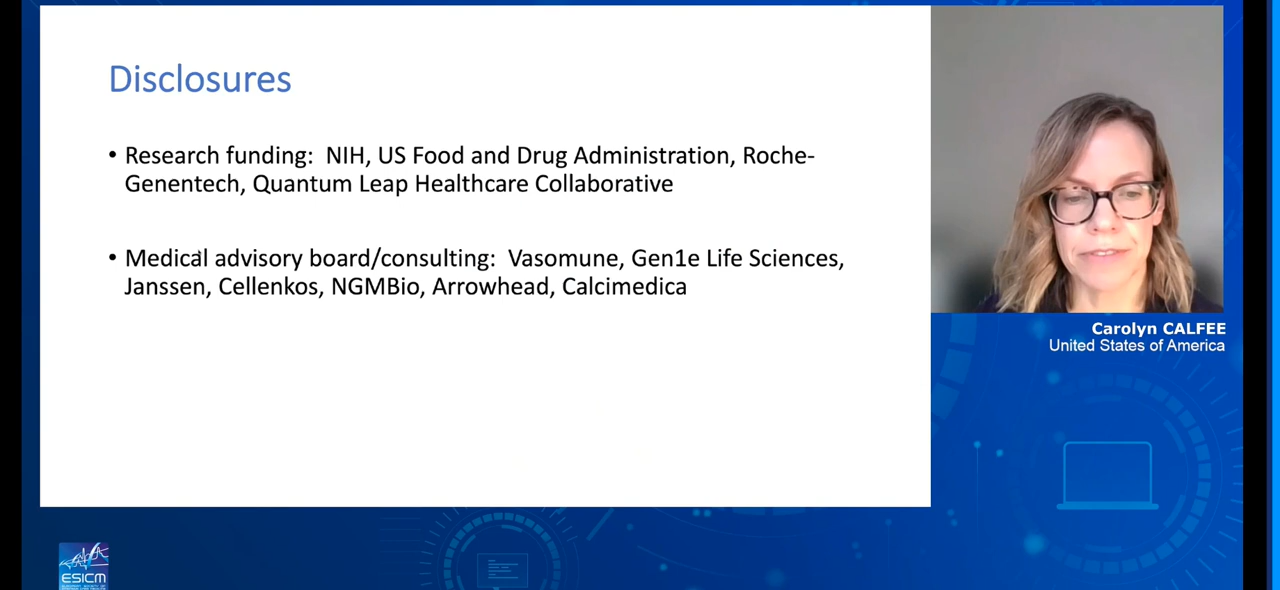 Disclosures
• Research funding:  NIH, US Food and Drug Administration, Roche-
Genentech, Quantum Leap Healthcare Collaborative
• Medical advisory board/consulting:  Vasomune, Gen1e Life Sciences,
Janssen, Cellenkos, NGMBio, Arrowhead, Calcimedica
Carolyn CALFEE
United States of America
ESICM